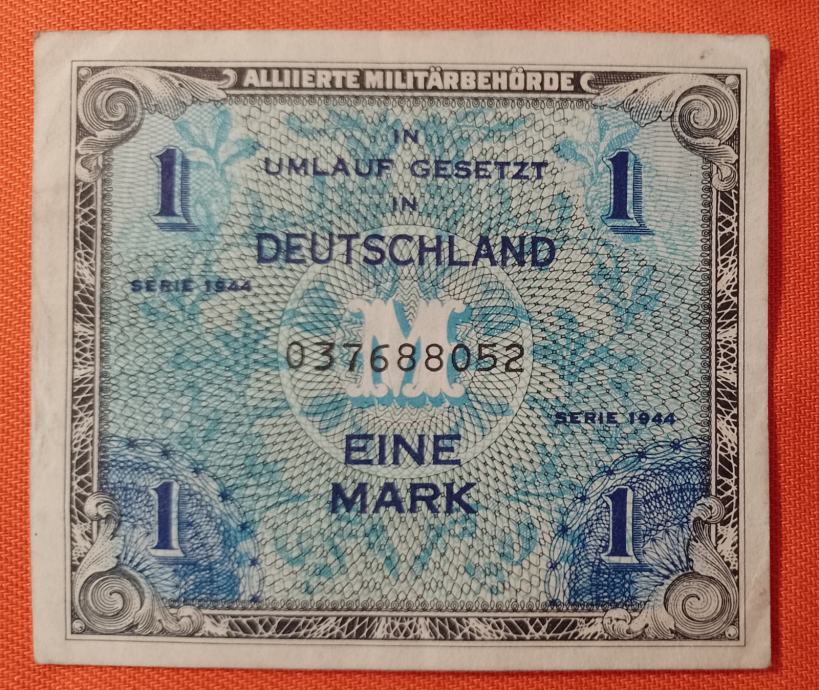 ALLIIERTE MILITÄRBEHÖRDE
IN
1 UMLAUF GESETZT 1
IN
DEUTSCHLAND
SERIE 1944
M
037688052
SERIE 1944
EINE
1 MARK 1